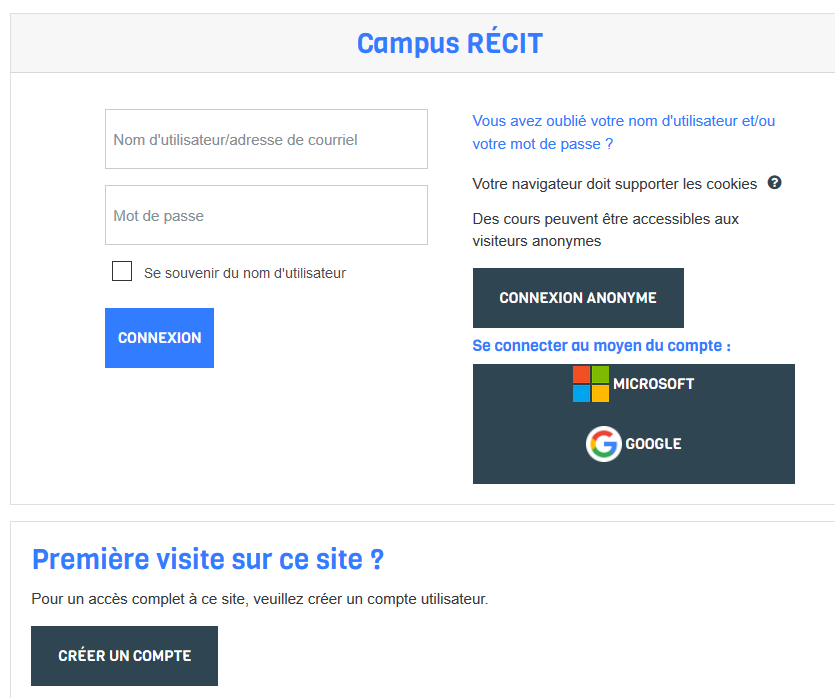 Campus RÉCIT
Nom d'utilisateur/adresse de courriel
Mot de passe
Se souvenir du nom d'utilisateur
CONNEXION
Vous avez oublié votre nom d'utilisateur et/ou
votre mot de passe ?
Votre navigateur doit supporter les cookies
Des cours peuvent être accessibles aux
visiteurs anonymes
CONNEXION ANONYME
Se connecter au moyen du compte :
MICROSOFT
GOOGLE
Première visite sur ce site ?
Pour un accès complet à ce site, veuillez créer un compte utilisateur.
CRÉER UN COMPTE